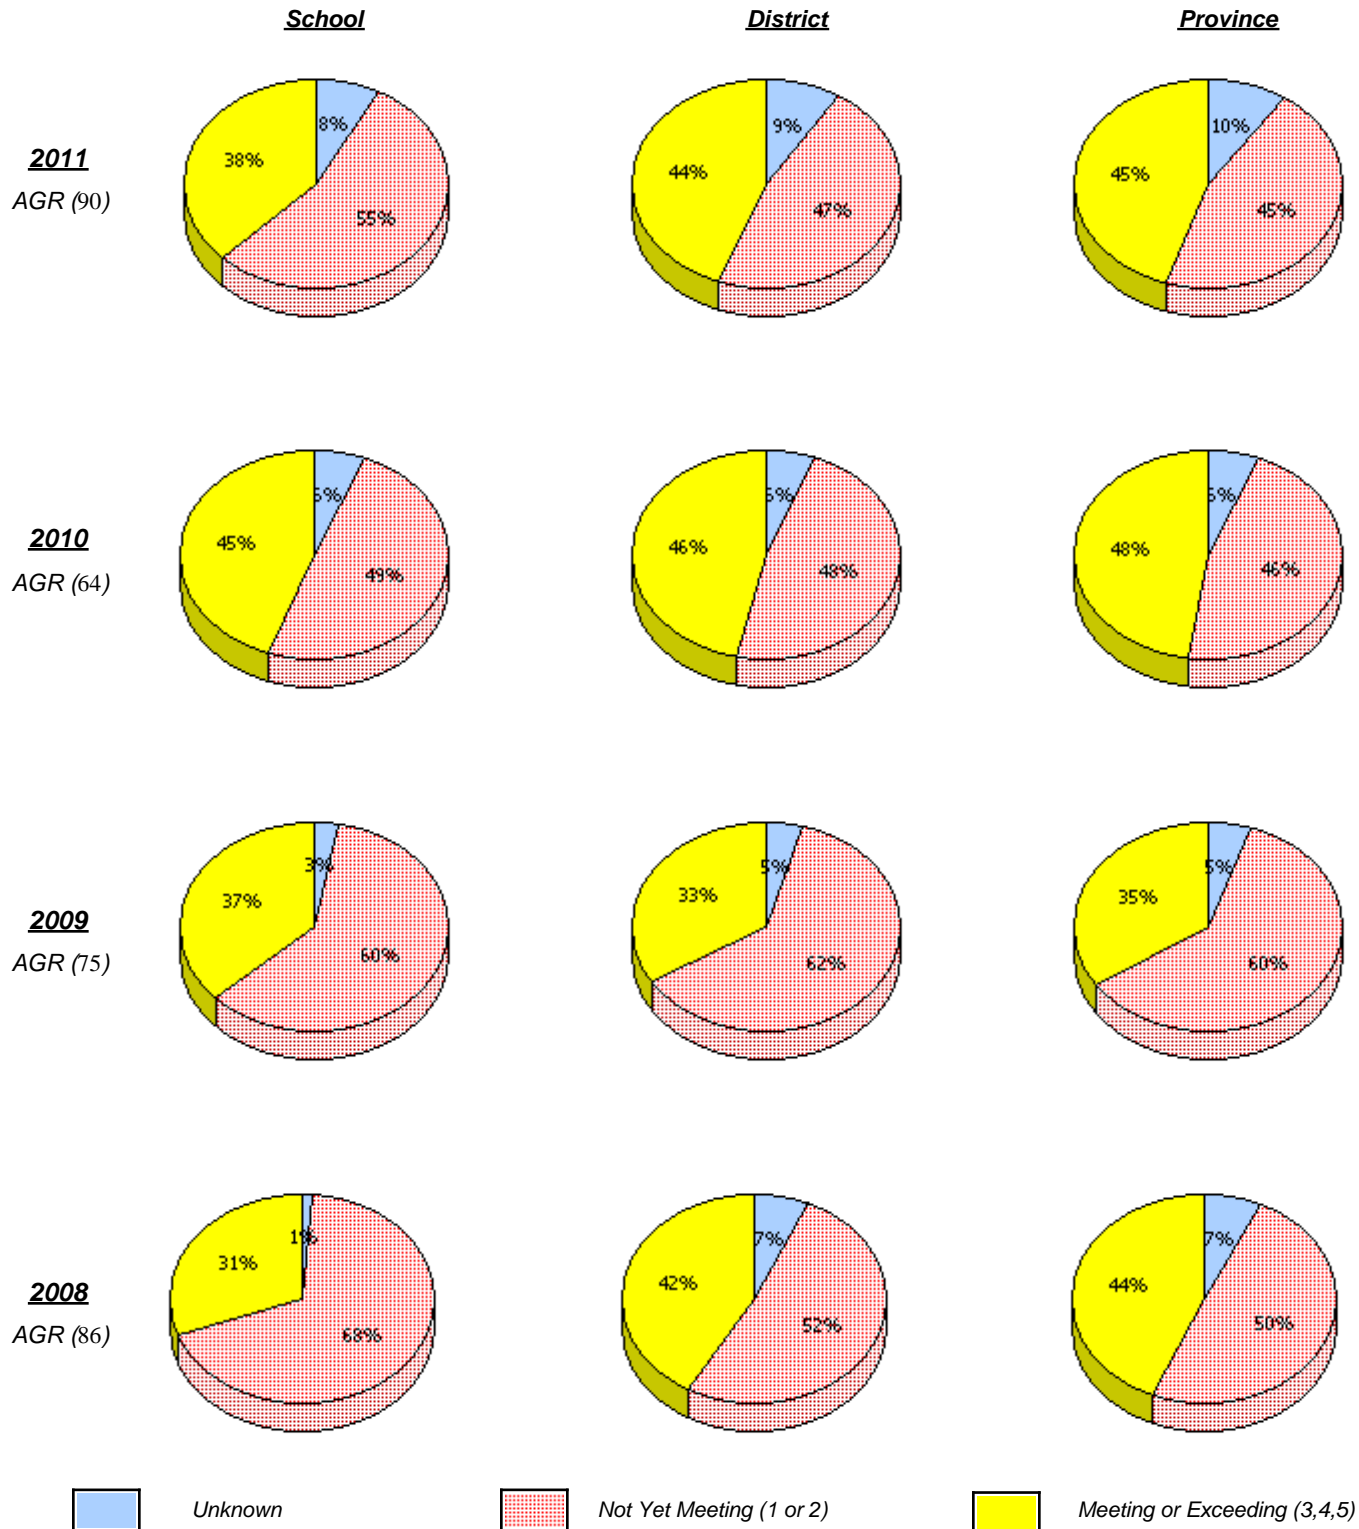 School District Province
8% 9% 10%
2011 38% 44% 45%
AGR (90) 55% 47% 45%
6% 6% 6%
2010 45% 46% 48%
AGR (64) 49% 48% 46%
3% 5% 5%
2009 37% 33% 35%
AGR (75) 60% 62% 60%
1% 7% 7%
2008 31% 42% 44%
AGR (86) 68% 52% 50%
Unknown Not Yet Meeting (1 or 2) Meeting or Exceeding (3,4,5)